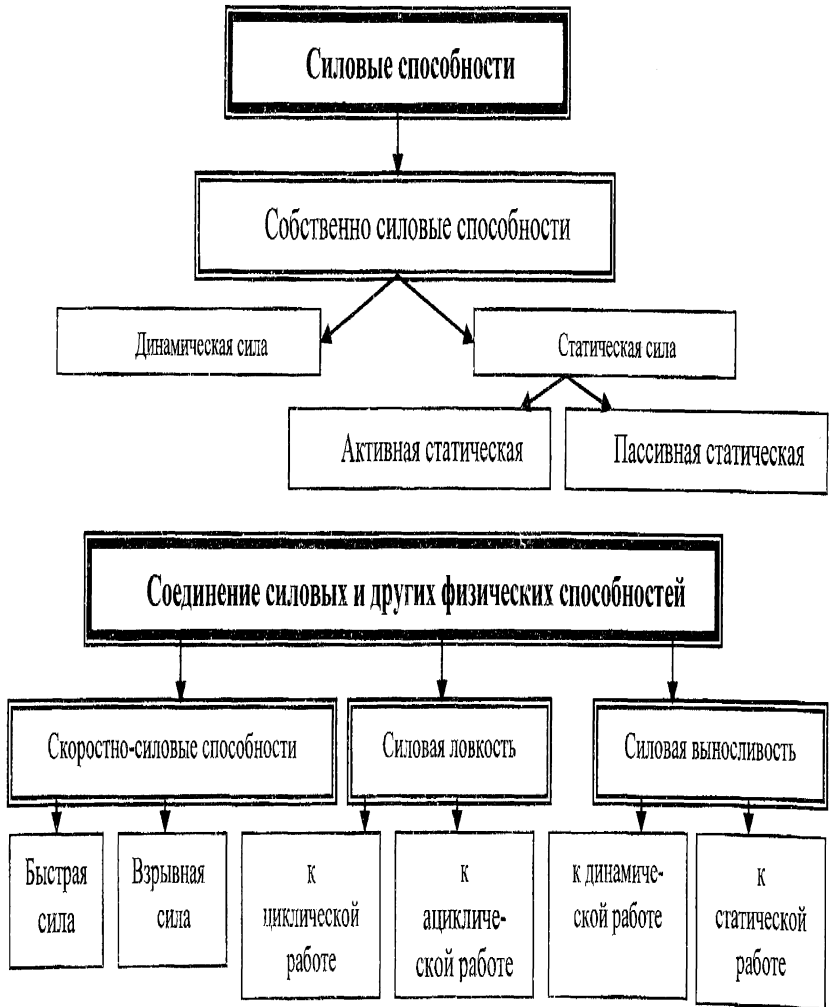 Силовые способности
Собственно силовые способности
Динамическая сила
Статическая сила
Активная статическая
Пассивная статическая
Соединение силовых и других физических способностей
Скоростно-силовые способности
Силовая ловкость
Силовая выносливость
Быстрая
сила
Взрывная
сила
к
циклической
работе
к
ацикличе-
ской работе
к динамиче-
ской работе
к
статической
работе